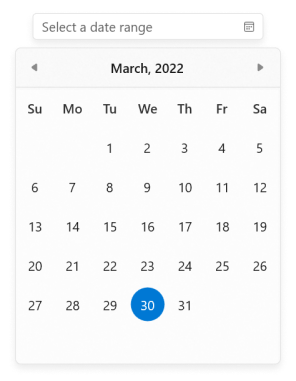 Select a date range
March, 2022
Su Mo Tu We Th Fr Sa
1 2 3 4 5
6 7 8 9 10 11 12
13 14 15 16 17 18 19
20 21 22 23 24 25 26
27 28 29 30 31